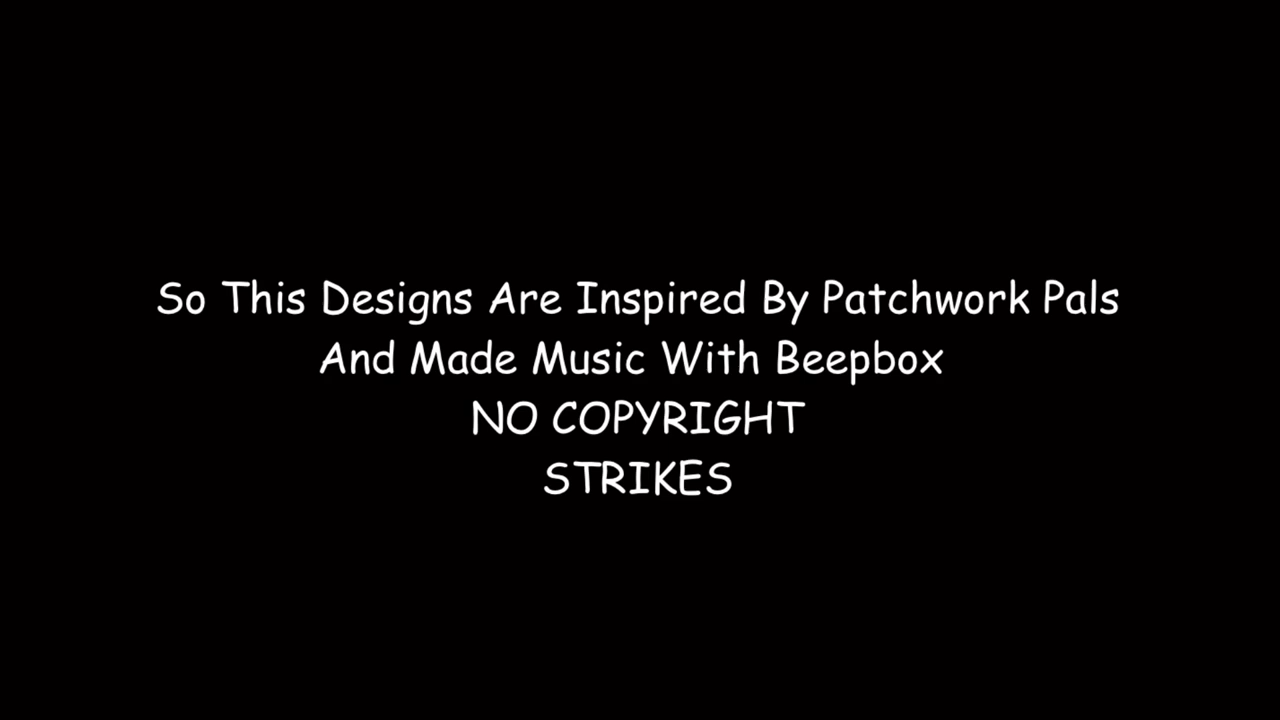 So This Designs Are Inspired By Patchwork Pals
And Made Music With Beepbox
NO COPYRIGHT
STRIKES